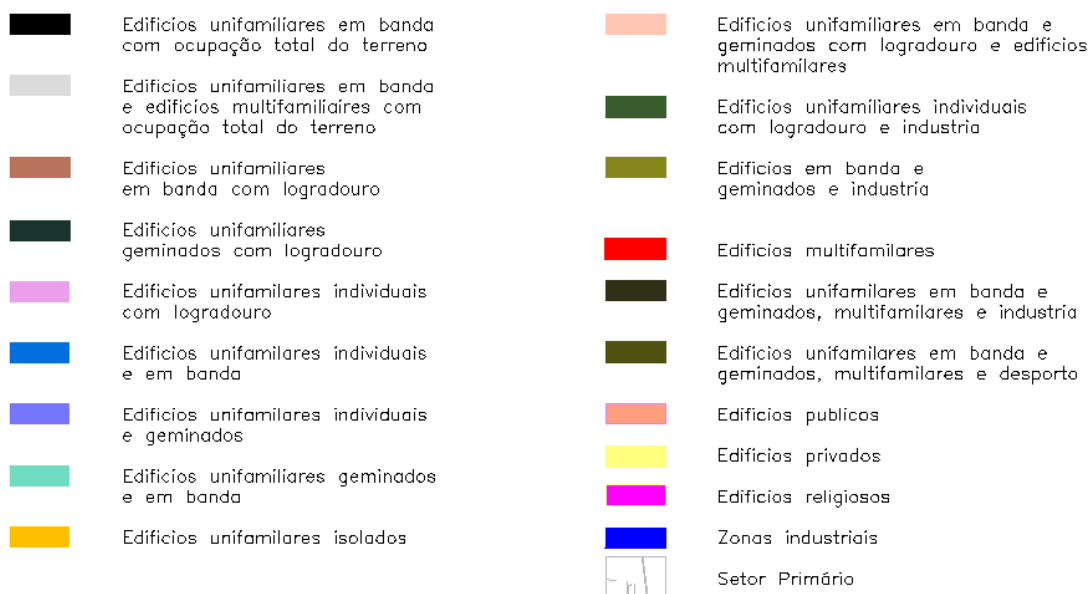 Edificios unifamiliares em banda
com ocupação total do terreno
Edificios unifamiliares em banda
e edificios multifamiliaires com
ocupação total do terreno
Edificios unifamiliares
em banda com logradouro
Edificios unifamiliares
geminados com logradouro
Edificios unifamilares individuais
com logradouro
Edificios unifamilares individuais
e em banda
Edificios unifamilares individuais
e geminados
Edificios unifamiliares geminados
e em banda
Edificios unifamilares isolados
Edificios unifamiliares em banda e
geminados com logradouro e edificios
multifamilares
Edificios unifamiliares individuais
com logradouro e industria
Edificios em banda e
geminados e industria
Edificios multifamilares
Edificios unifamilares em banda e
geminados, multifamilares e industria
Edificios unifamilares em banda e
geminados, multifamilares e desporto
Edificios publicos
Edificios privados
Edificios religiosos
Zonas industriais
Setor Primário